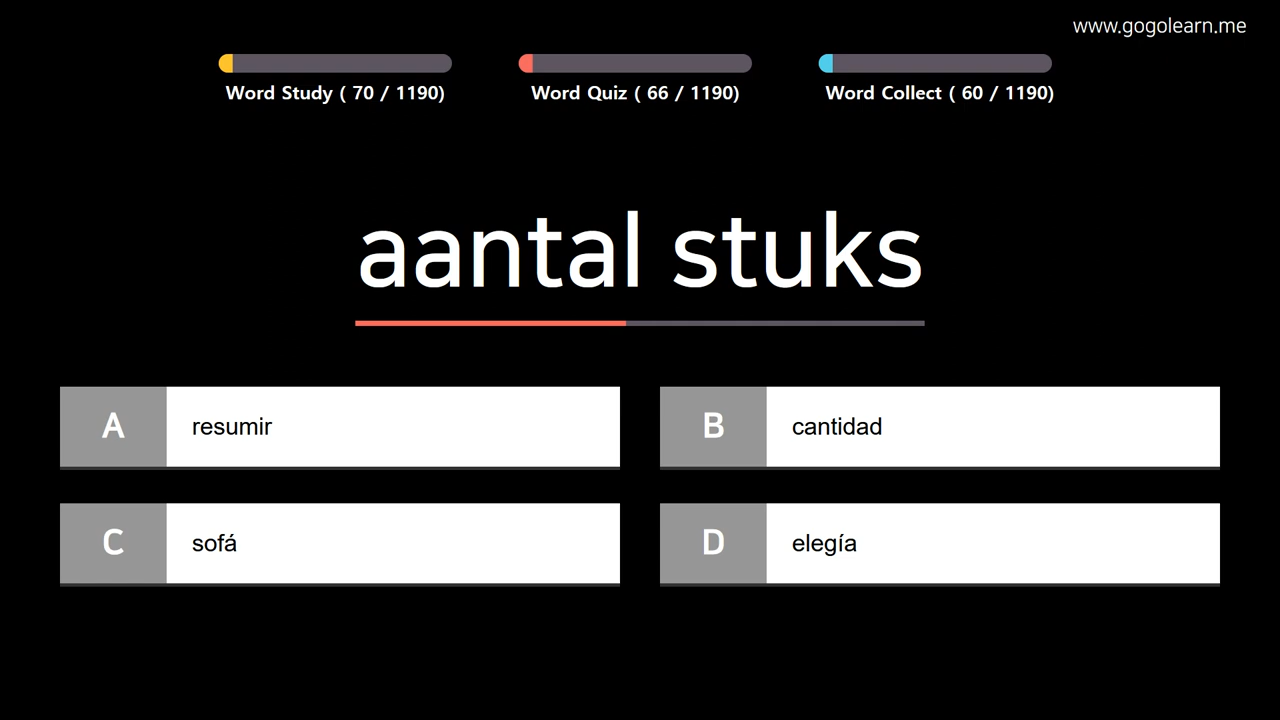 www.gogolearn.me
Word Study ( 70 / 1190)
Word Quiz ( 66 / 1190)
Word Collect ( 60 / 1190)
aantal stuks
A resumir
B cantidad
C sofá
D elegía